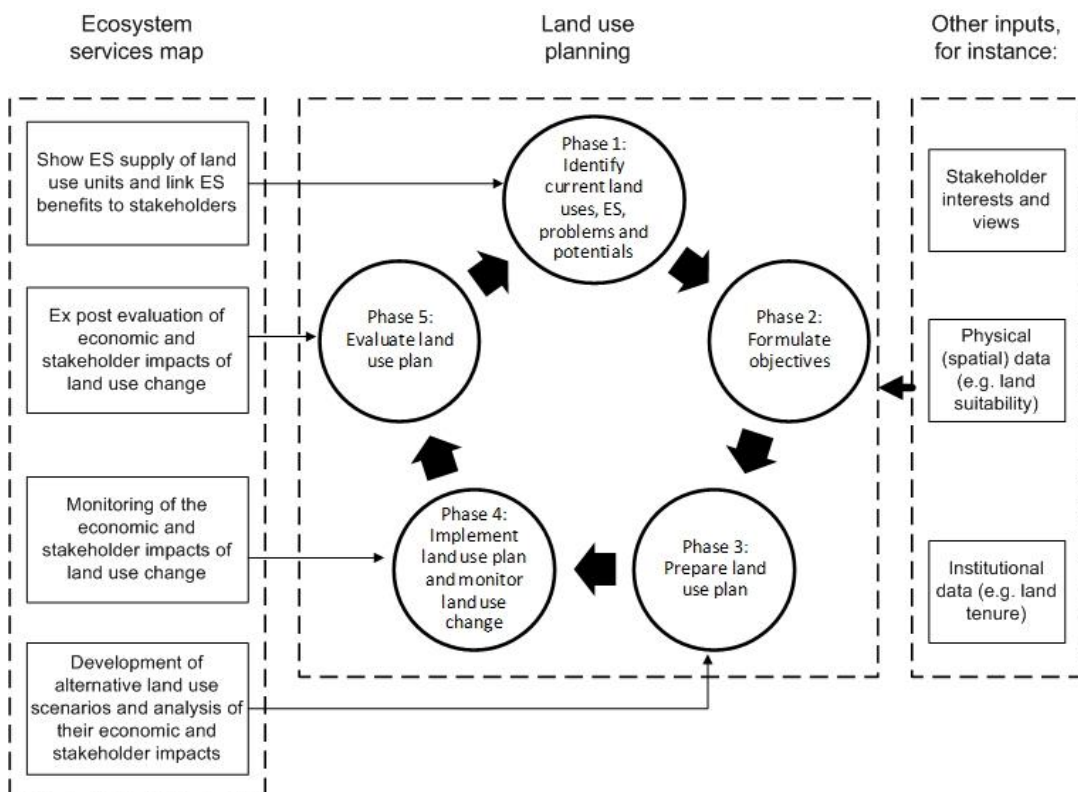 Ecosystem
services map
Land use
planning
Other inputs,
for instance:
Show ES supply of land
use units and link ES
benefits to stakeholders
Ex post evaluation of
economic and
stakeholder impacts of
land use change
Monitoring of the
economic and
stakeholder impacts of
land use change
Development of
alternative land use
scenarios and analysis of
their economic and
stakeholder impacts
Phase 1:
Identify
current land
uses, ES,
problems and
potentials
Phase 2:
Formulate
objectives
Phase 3:
Prepare land
use plan
Phase 4:
Implement
land use plan
and monitor
land use
change
Phase 5:
Evaluate land
use plan
Stakeholder
interests and
views
Physical
(spatial) data
(e.g. land
suitability)
Institutional
data (e.g. land
tenure)